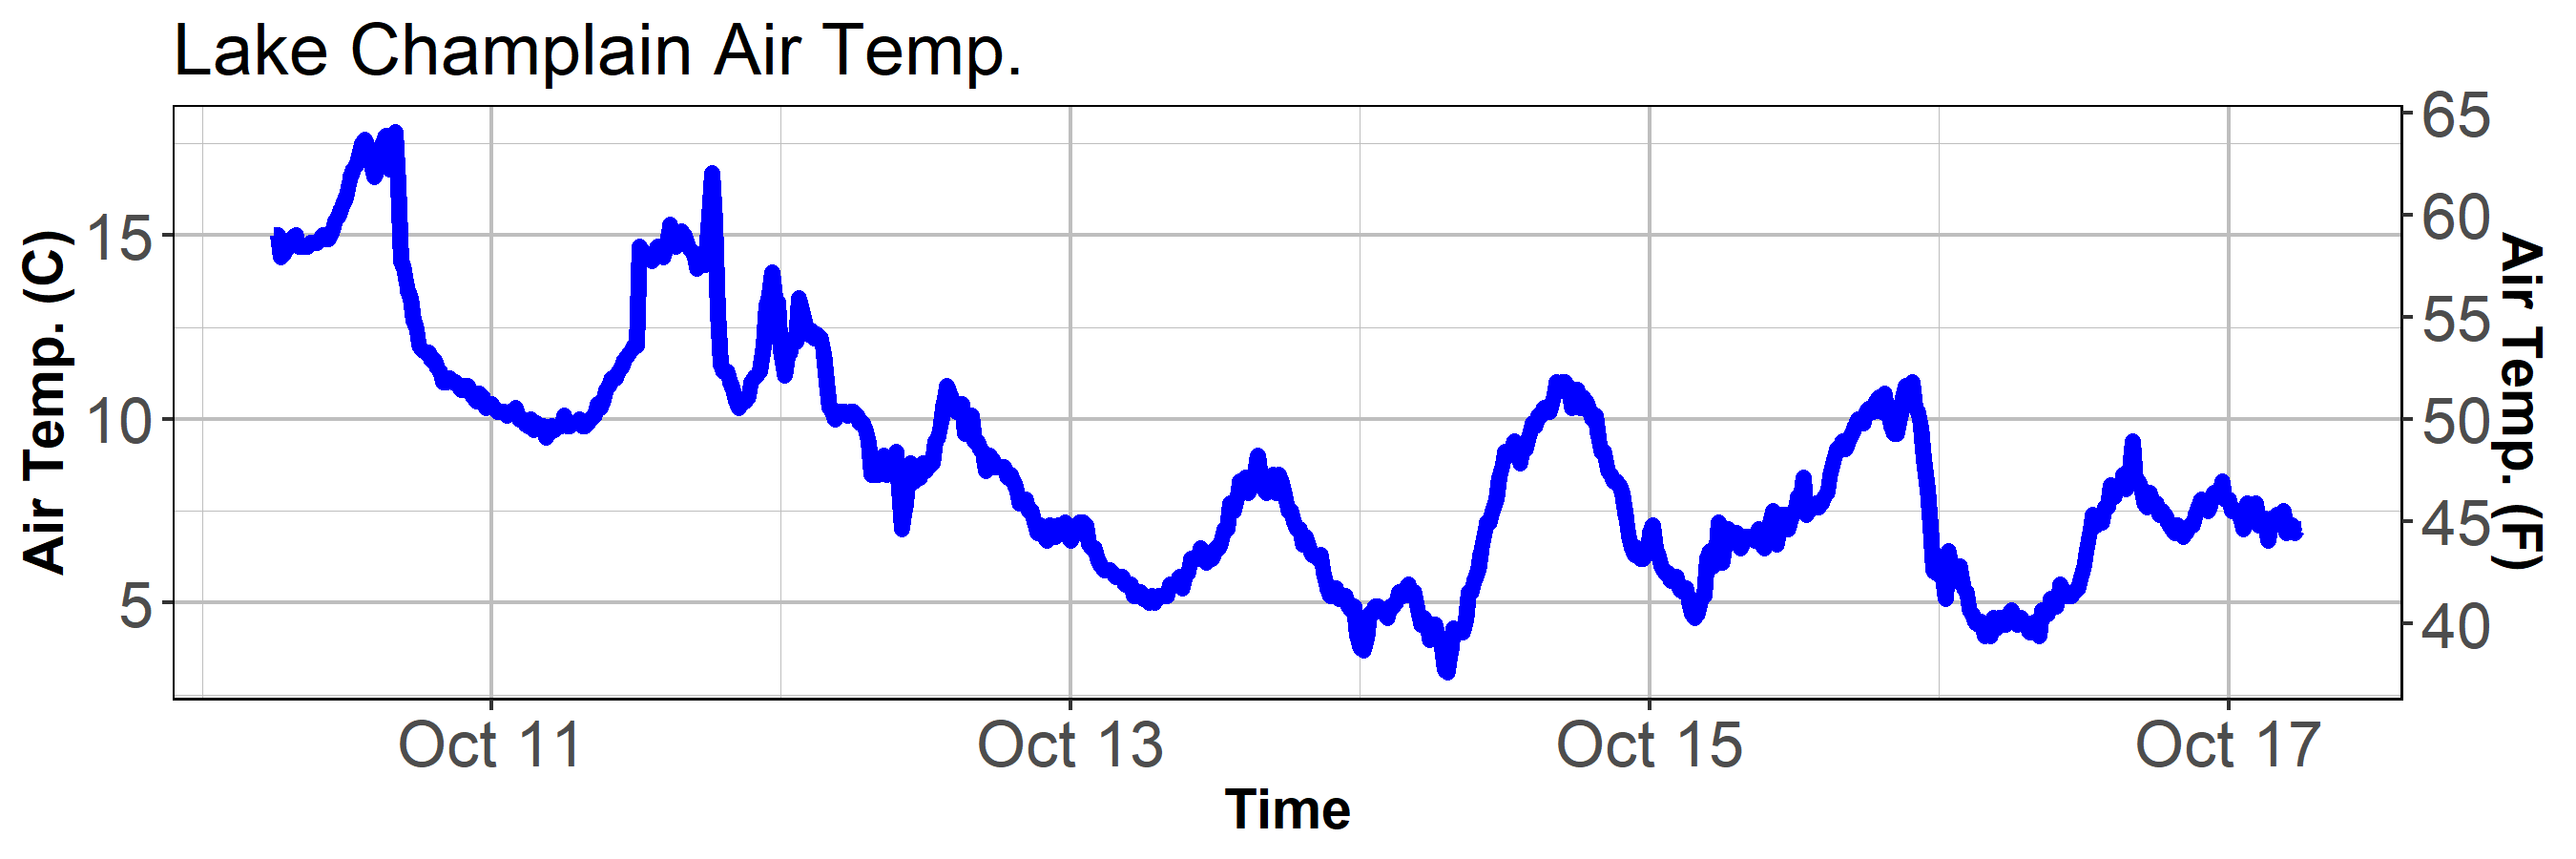 Lake Champlain Air Temp.
Air Temp. (C)
15
10
5
65
60
55
50
45
40
Air Temp. (F)
Oct 11 Oct 13 Oct 15 Oct 17
Time